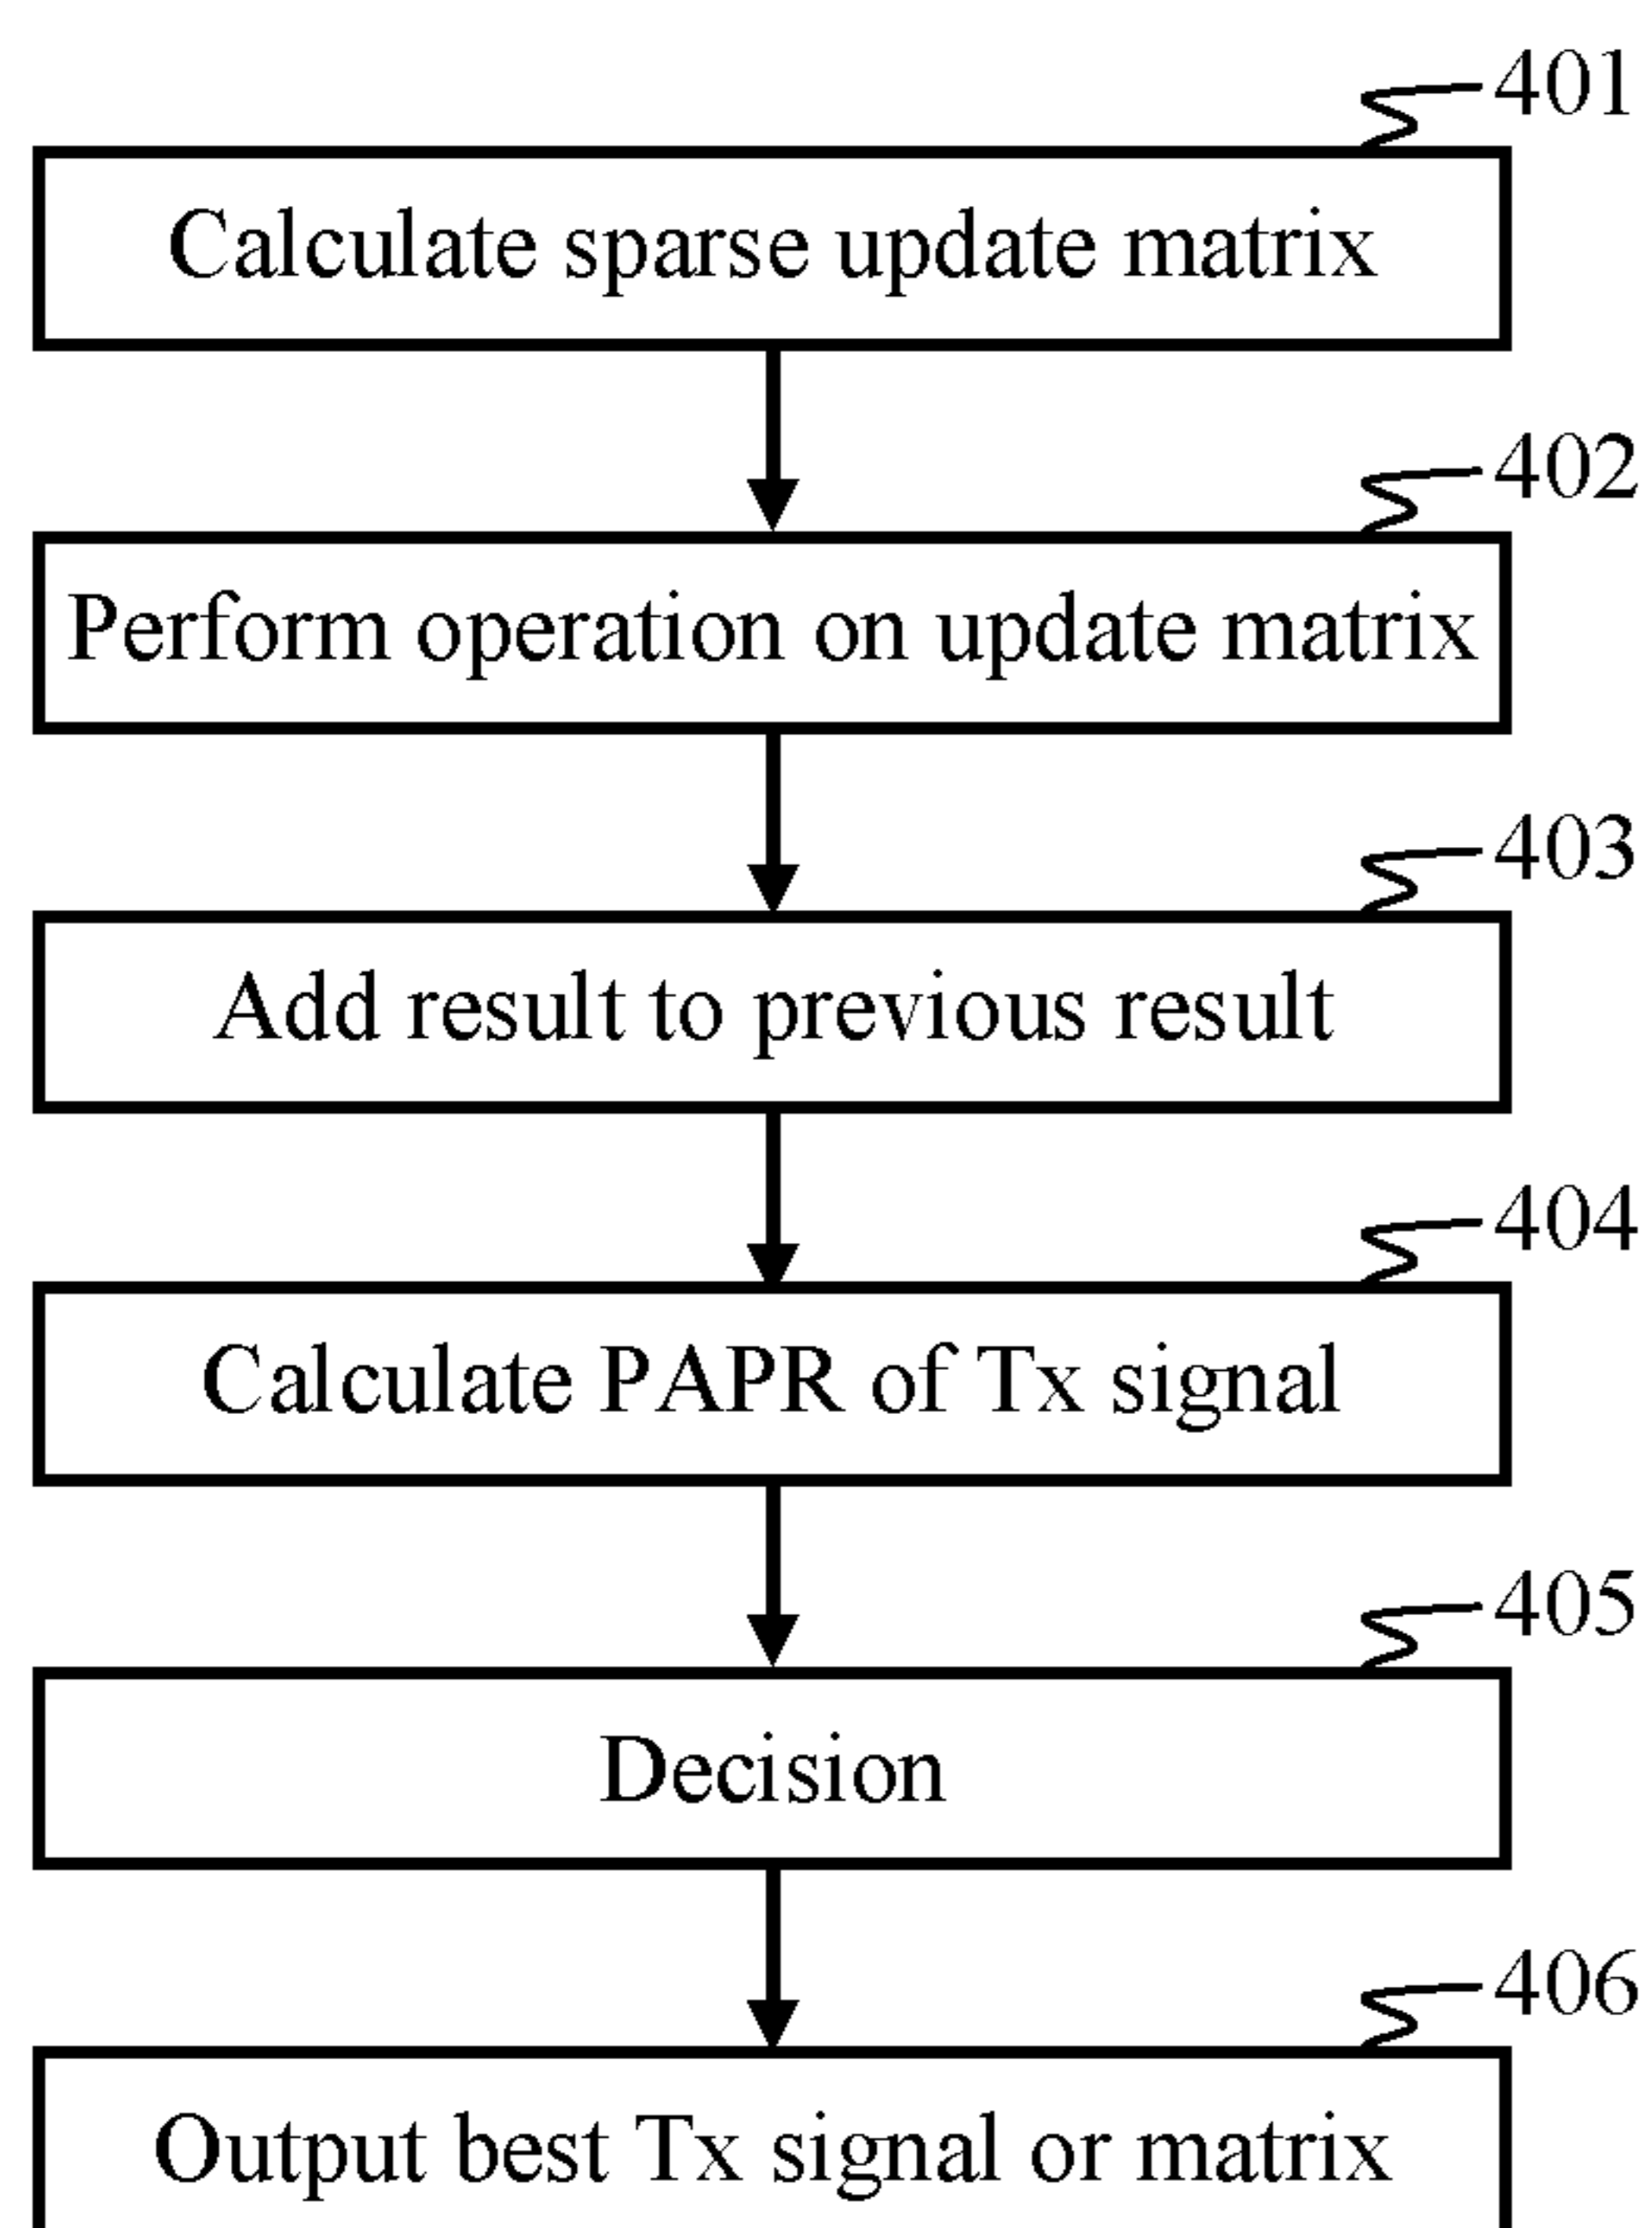 401
Calculate sparse update matrix
402
Perform operation on update matrix
403
Add result to previous result
404
Calculate PAPR of Tx signal
405
Decision
406
Output best Tx signal or matrix